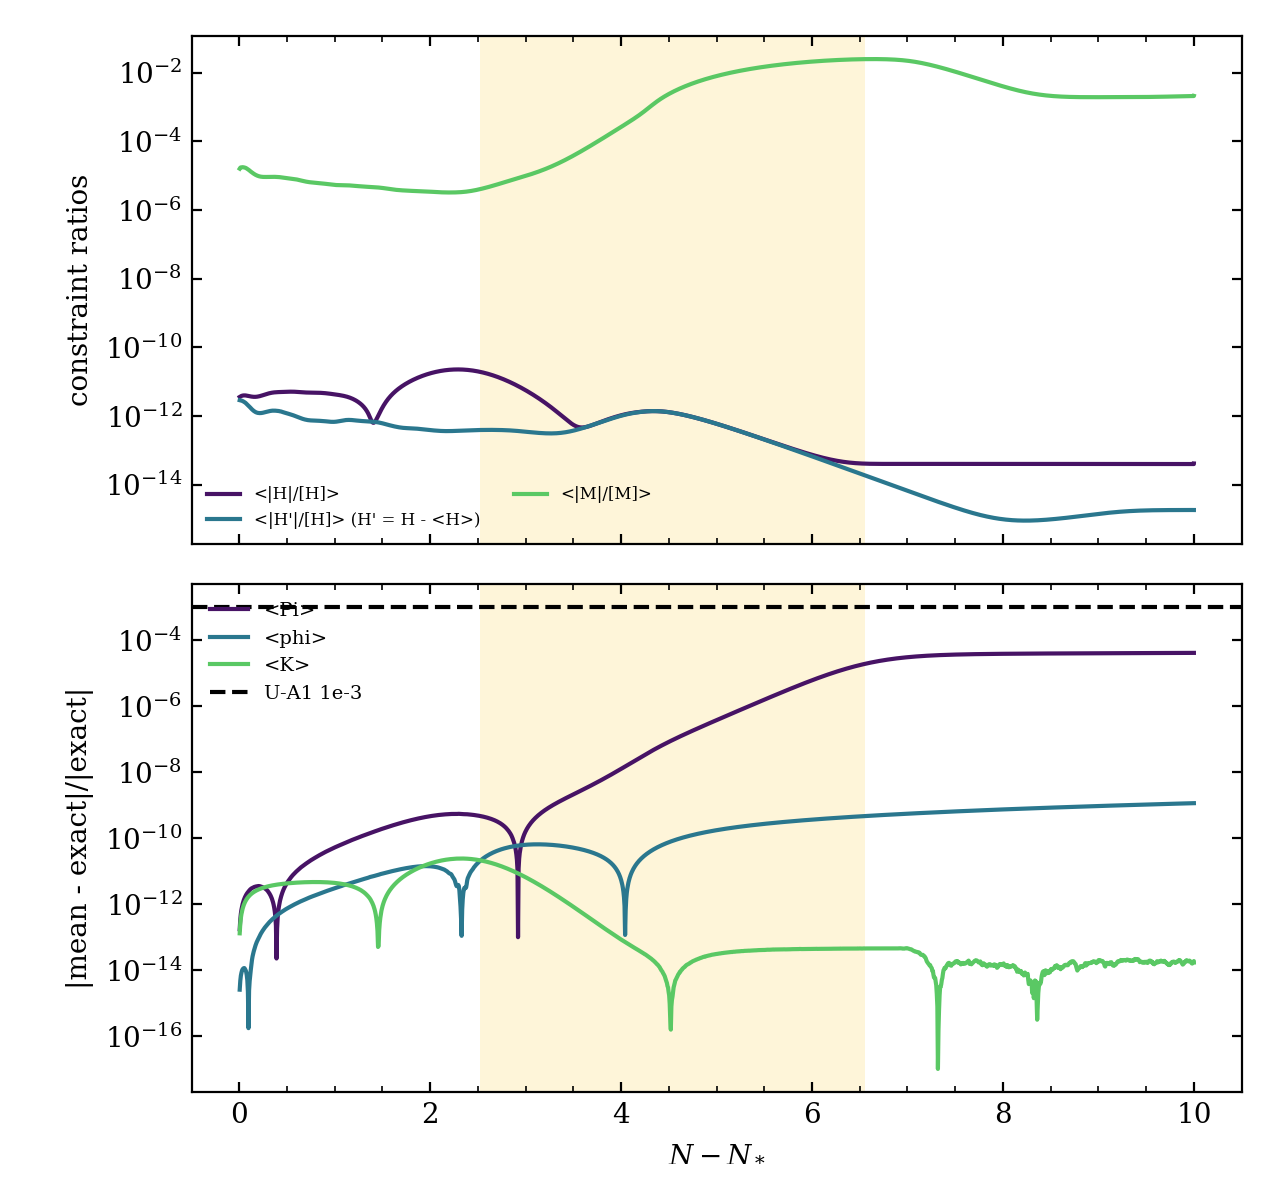 constraint ratios
10⁻²
10⁻⁴
10⁻⁶
10⁻⁸
10⁻¹⁰
10⁻¹²
10⁻¹⁴
<|H|/[H]>
<|H'|/[H]> (H' = H - <H>)
<|M|/[M]>
|mean - exact|/|exact|
10⁻⁴
10⁻⁶
10⁻⁸
10⁻¹⁰
10⁻¹²
10⁻¹⁴
10⁻¹⁶
<Pi>
<phi>
<K>
U-A1 1e-3
0 2 4 6 8 10
N − N*